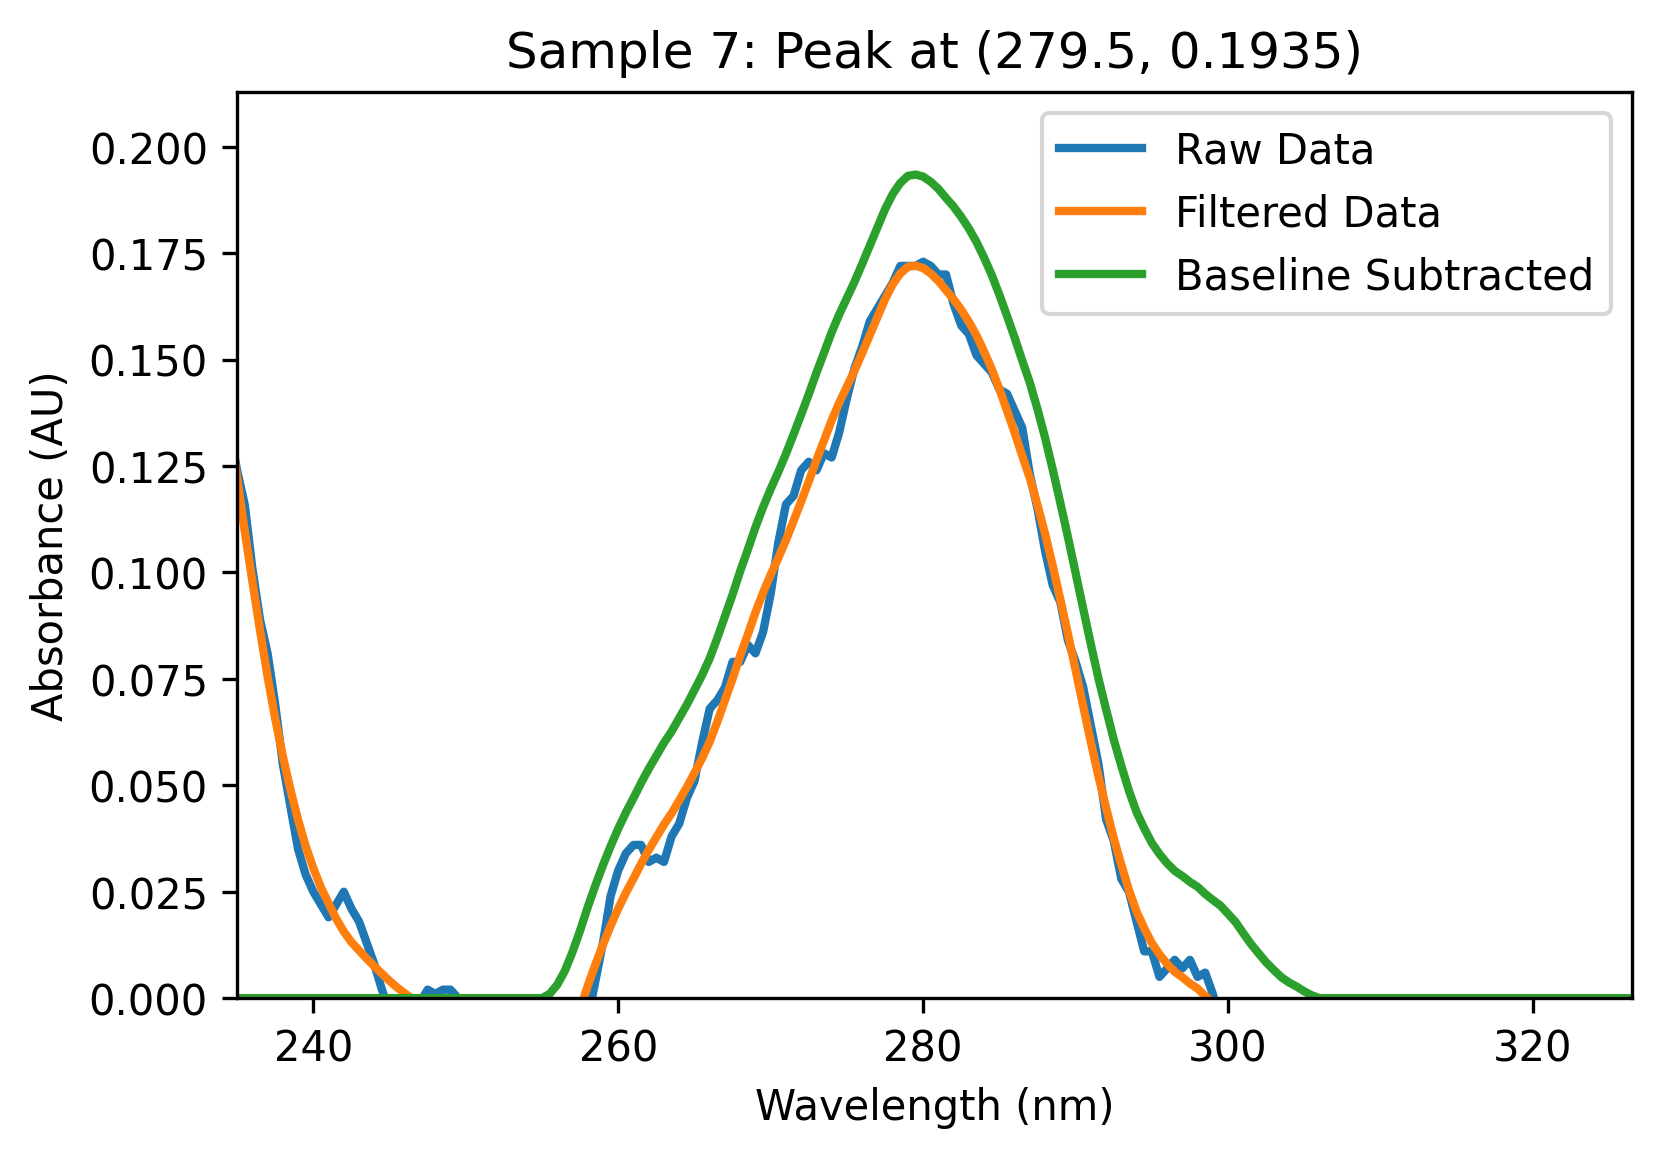 Sample 7: Peak at (279.5, 0.1935)
Raw Data
Filtered Data
Baseline Subtracted
Absorbance (AU)
0.200
0.175
0.150
0.125
0.100
0.075
0.050
0.025
0.000
240 260 280 300 320
Wavelength (nm)